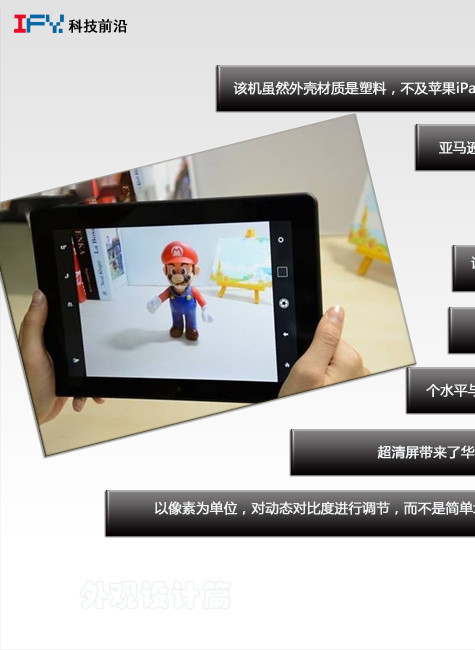 IFY 科技前沿
该机虽然外壳材质是塑料，不及苹果iPa
亚马逊
个水平与
超清屏带来了华
以像素为单位，对动态对比度进行调节，而不是简单
外观设计篇